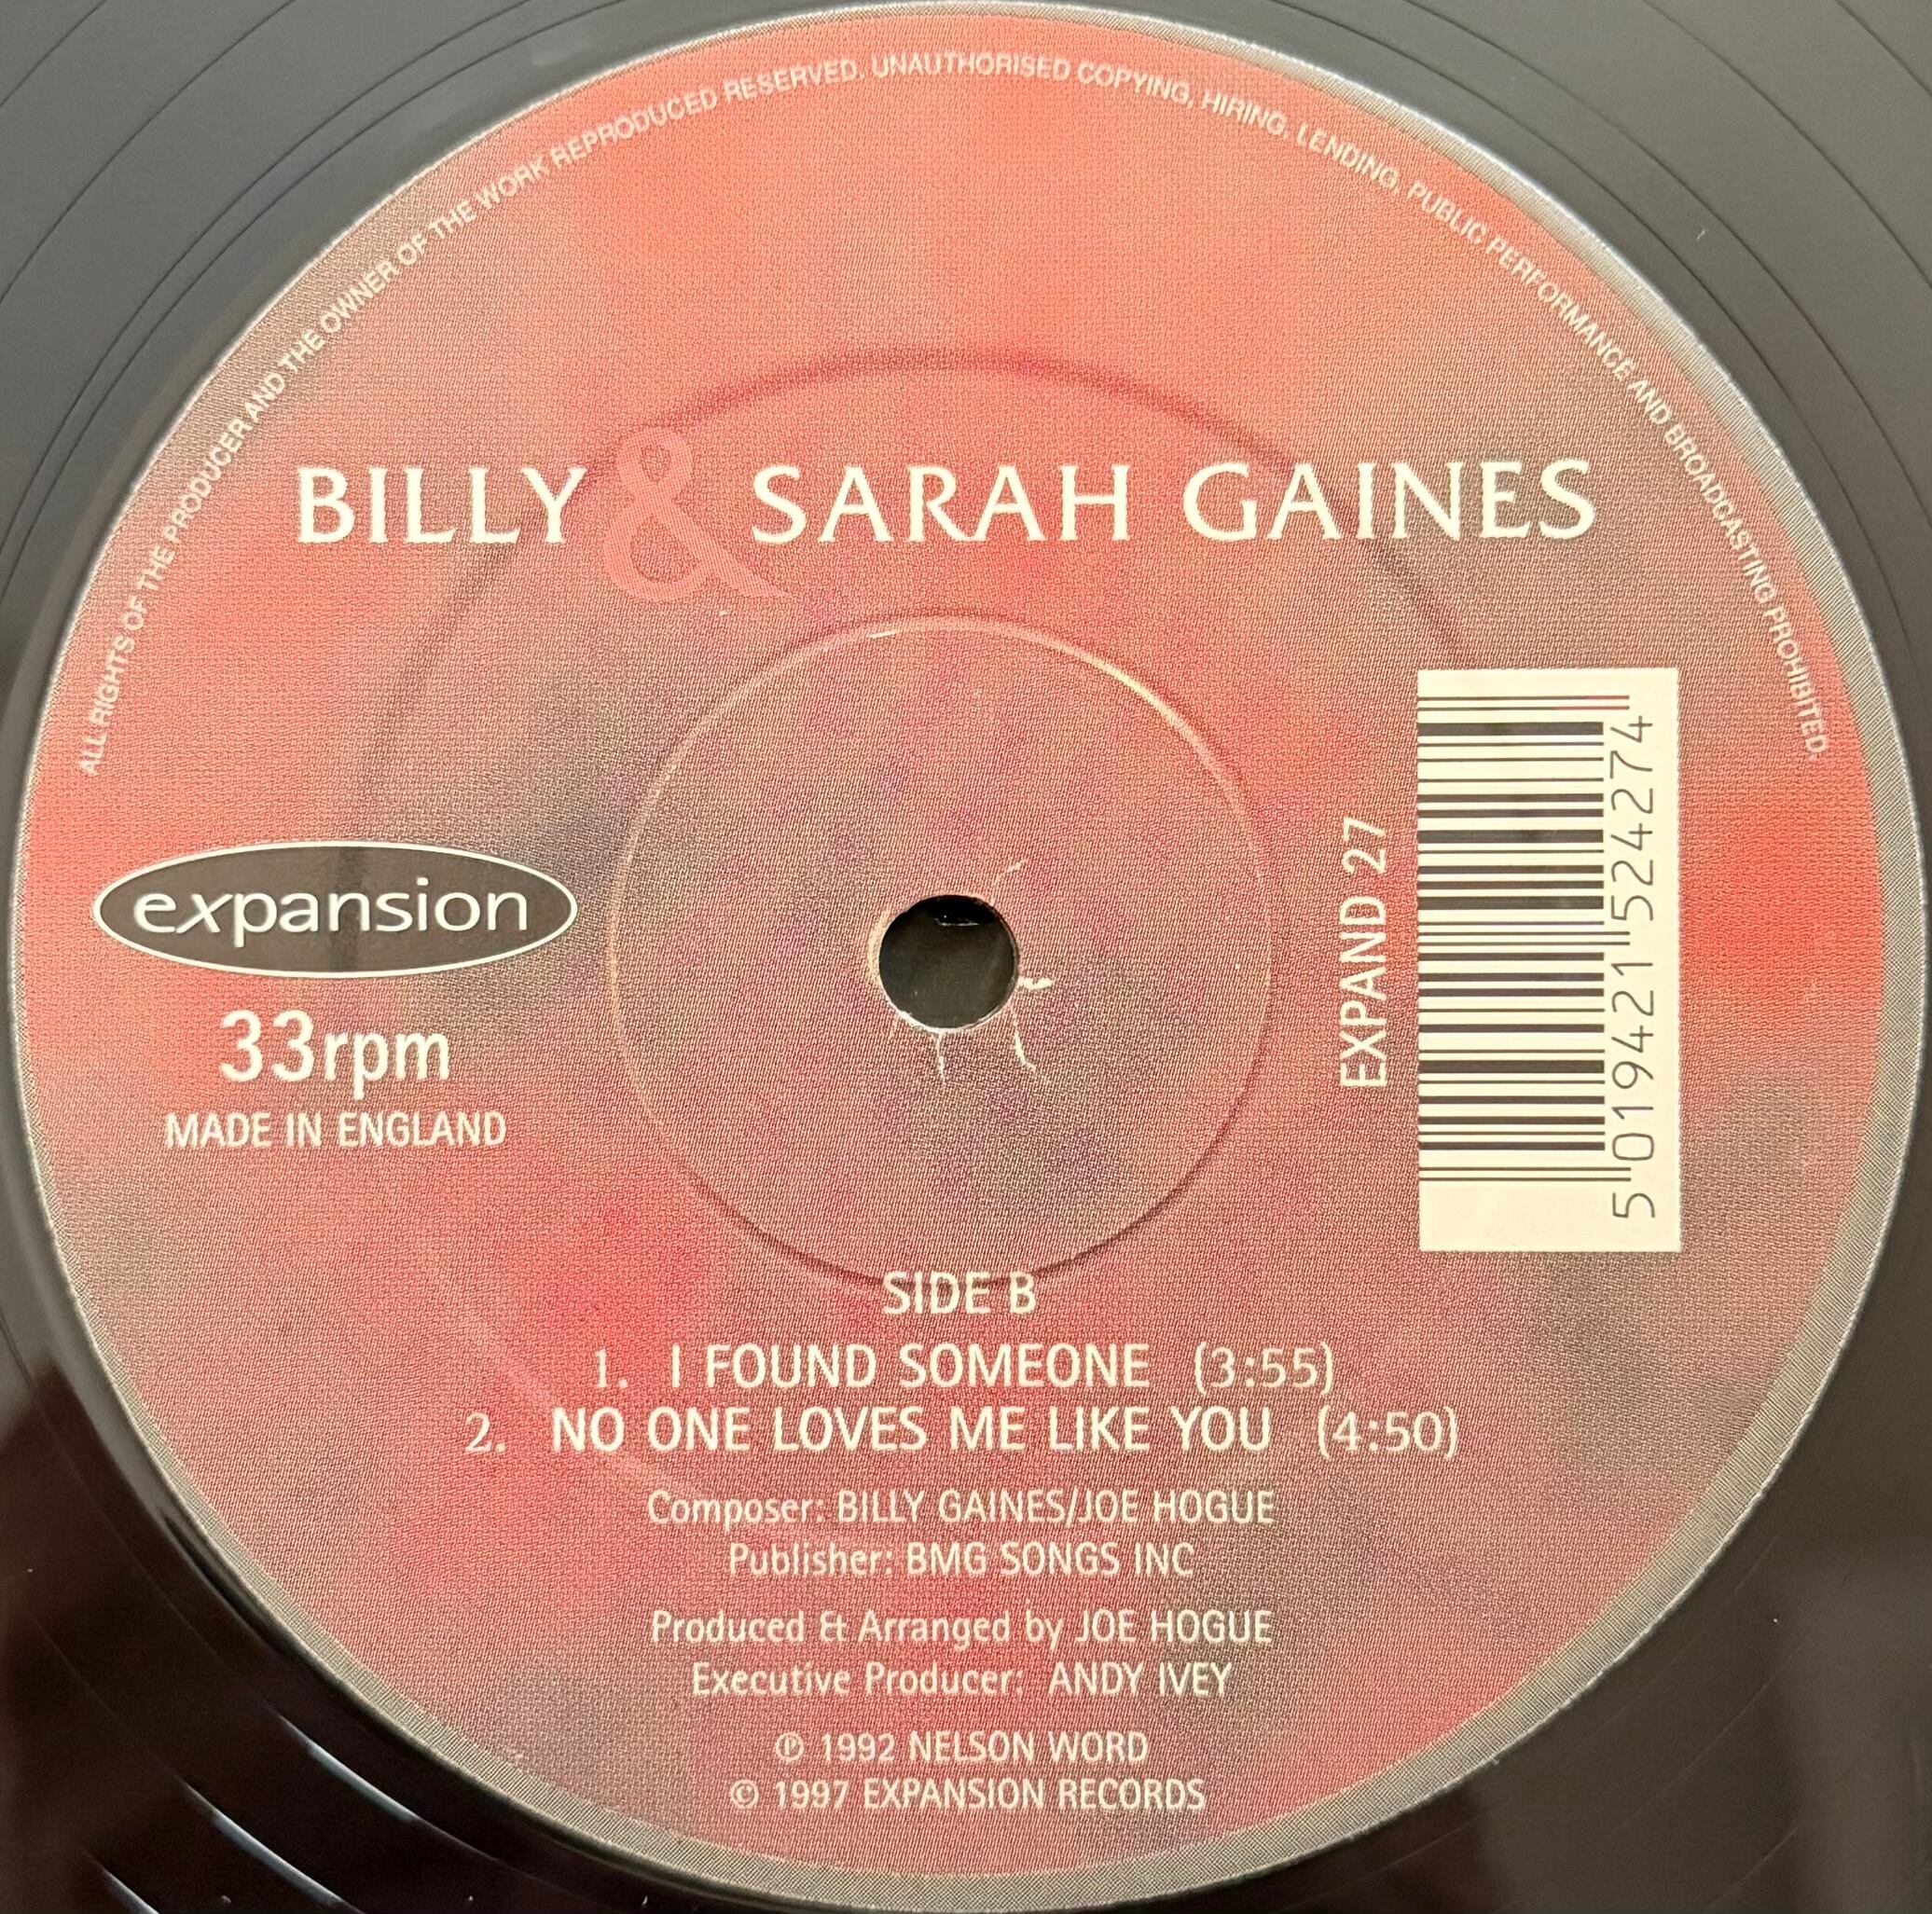 ALL RIGHTS OF THE PRODUCER AND THE OWNER OF THE WORK REPRODUCED RESERVED. UNAUTHORISED COPYING, HIRING, LENDING, PUBLIC PERFORMANCE AND BROADCASTING PROHIBITED.
BILLY & SARAH GAINES
expansion
33rpm
MADE IN ENGLAND
EXPAND 27
5 019421 524274
SIDE B
1. I FOUND SOMEONE (3:55)
2. NO ONE LOVES ME LIKE YOU (4:50)
Composer: BILLY GAINES/JOE HOGUE
Publisher: BMG SONGS INC
Produced & Arranged by JOE HOGUE
Executive Producer: ANDY IVEY
℗ 1992 NELSON WORD
© 1997 EXPANSION RECORDS